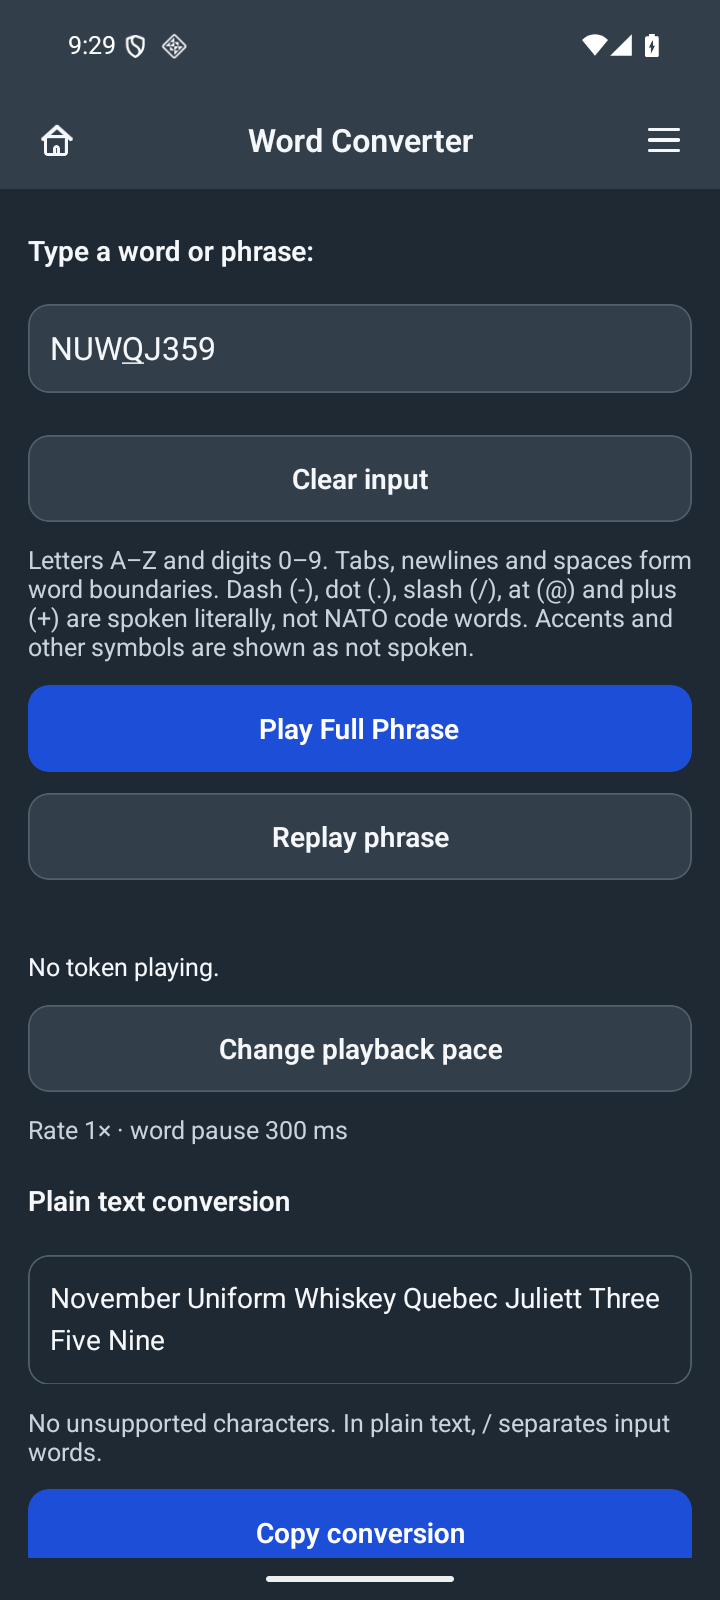 9:29
Word Converter
Type a word or phrase:
NUWQJ359
Clear input
Letters A–Z and digits 0–9. Tabs, newlines and spaces form
word boundaries. Dash (-), dot (.), slash (/), at (@) and plus
(+) are spoken literally, not NATO code words. Accents and
other symbols are shown as not spoken.
Play Full Phrase
Replay phrase
No token playing.
Change playback pace
Rate 1× · word pause 300 ms
Plain text conversion
November Uniform Whiskey Quebec Juliett Three
Five Nine
No unsupported characters. In plain text, / separates input
words.
Copy conversion